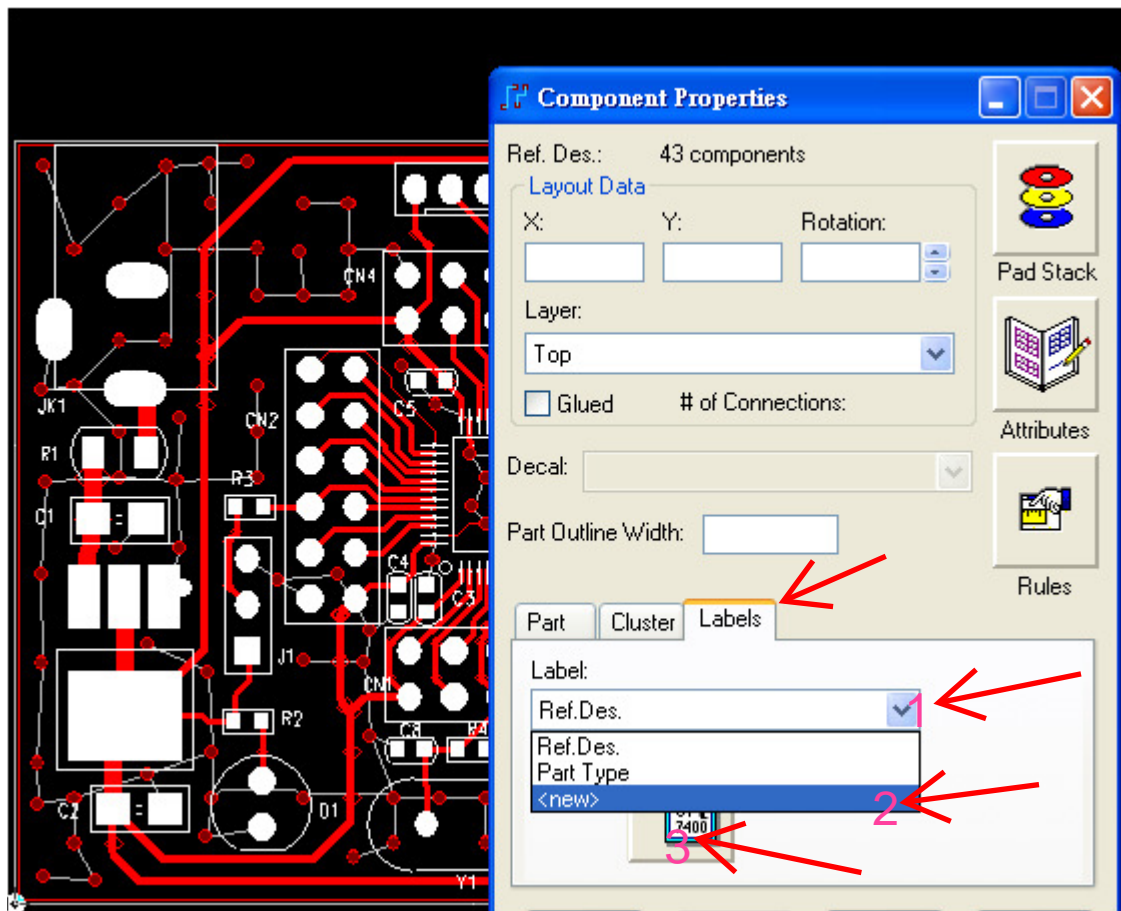 Component Properties
Ref. Des.: 43 components
Layout Data
X: Y: Rotation:
Pad Stack
Layer:
Top
Glued # of Connections:
Attributes
Decal:
Part Outline Width:
Rules
Part Cluster Labels
Label:
Ref.Des.
1
Ref.Des.
Part Type
<new>
2
7400
3
CN4
JK1
C5
CN2
R1
R3
C1
C4
C3
J1
CN1
R2
C8
R4
C2
D1
Y1